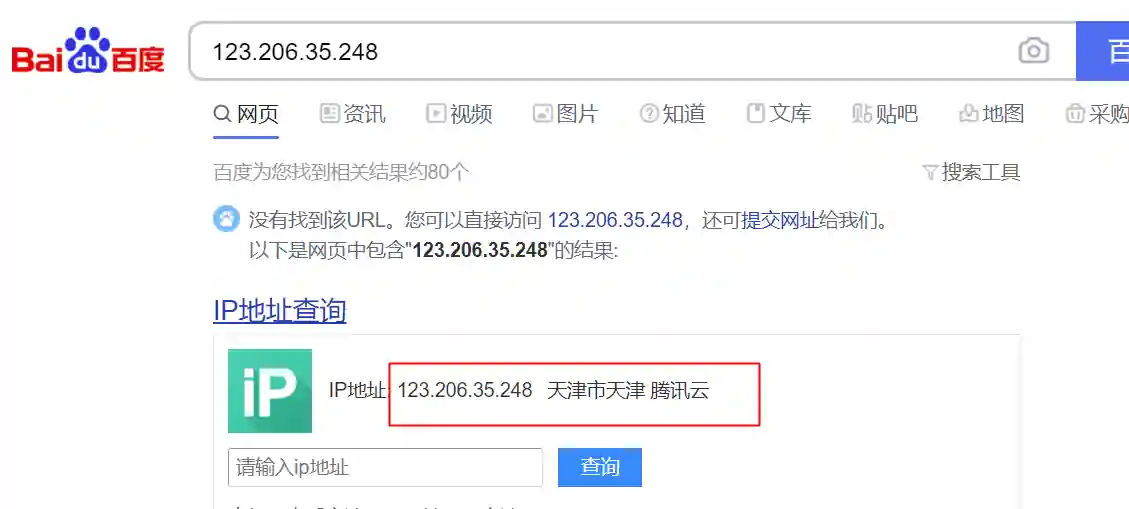 Bai du 百度 123.206.35.248 百
网页 资讯 视频 图片 知道 文库 贴吧 地图 采购
百度为您找到相关结果约80个 搜索工具
没有找到该URL。您可以直接访问 123.206.35.248，还可提交网址给我们。
以下是网页中包含"123.206.35.248"的结果:
IP地址查询
iP IP地址: 123.206.35.248 天津市天津 腾讯云
请输入ip地址 查询